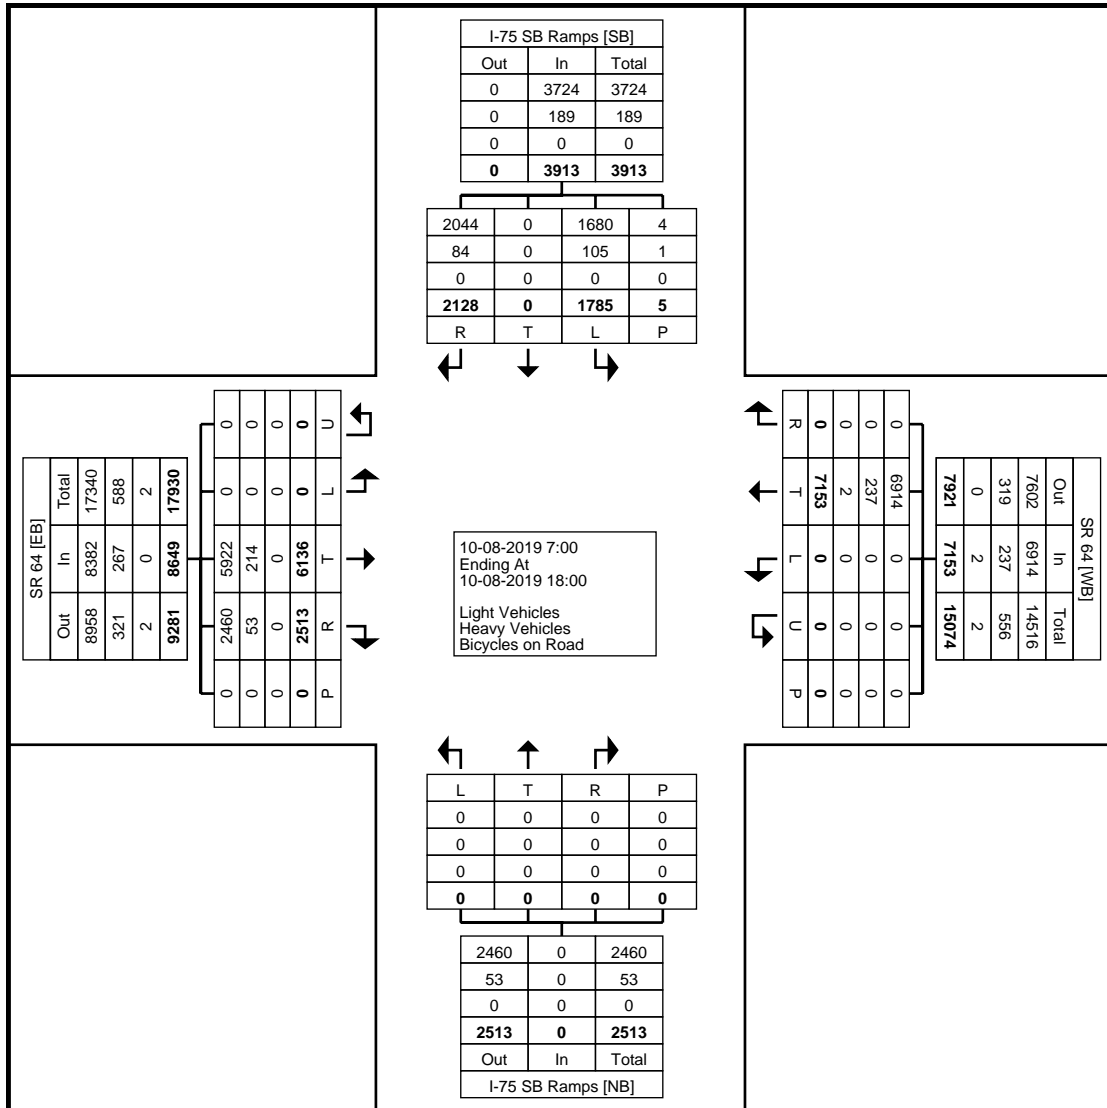 I-75 SB Ramps [SB]
Out In Total
0 3724 3724
0 189 189
0 0 0
0 3913 3913
2044 0 1680 4
84 0 105 1
0 0 0 0
2128 0 1785 5
R T L P
SR 64 [EB]
Total 17340 588 2 17930
In 8382 267 0 8649
Out 8958 321 2 9281
0 0 0 0 U
0 0 0 0 L
5922 214 0 6136 T
2460 53 0 2513 R
0 0 0 0 P
10-08-2019 7:00
Ending At
10-08-2019 18:00
Light Vehicles
Heavy Vehicles
Bicycles on Road
R 0 0 0 0
T 7153 2 237 6914
L 0 0 0 0
U 0 0 0 0
P 0 0 0 0
SR 64 [WB]
Out In Total
7602 6914 14516
319 237 556
0 2 2
7921 7153 15074
L T R P
0 0 0 0
0 0 0 0
0 0 0 0
0 0 0 0
2460 0 2460
53 0 53
0 0 0
2513 0 2513
Out In Total
I-75 SB Ramps [NB]